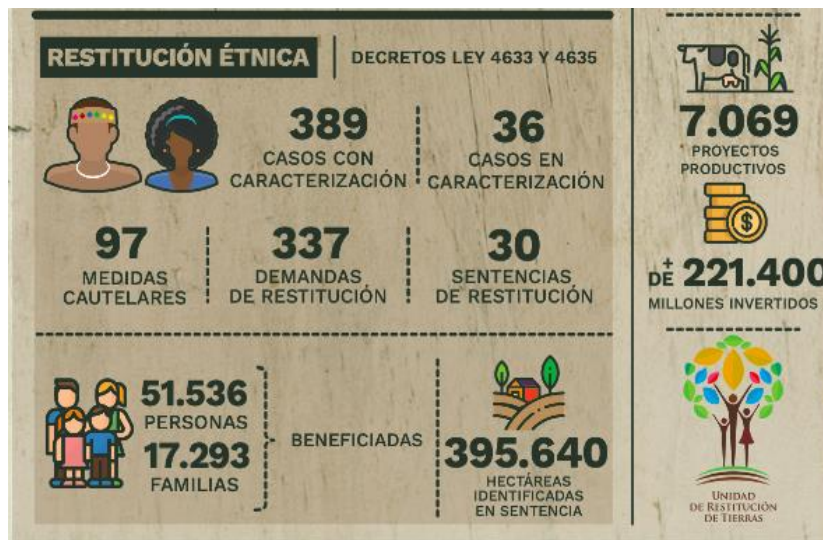 RESTITUCIÓN ÉTNICA
DECRETOS LEY 4633 Y 4635
389
CASOS CON
CARACTERIZACIÓN
36
CASOS EN
CARACTERIZACIÓN
97
MEDIDAS
CAUTELARES
337
DEMANDAS
DE RESTITUCIÓN
30
SENTENCIAS
DE RESTITUCIÓN
51.536
PERSONAS
17.293
FAMILIAS
BENEFICIADAS
395.640
HECTÁREAS
IDENTIFICADAS
EN SENTENCIA
7.069
PROYECTOS
PRODUCTIVOS
$
+
DE 221.400
MILLONES INVERTIDOS
UNIDAD
DE RESTITUCIÓN
DE TIERRAS